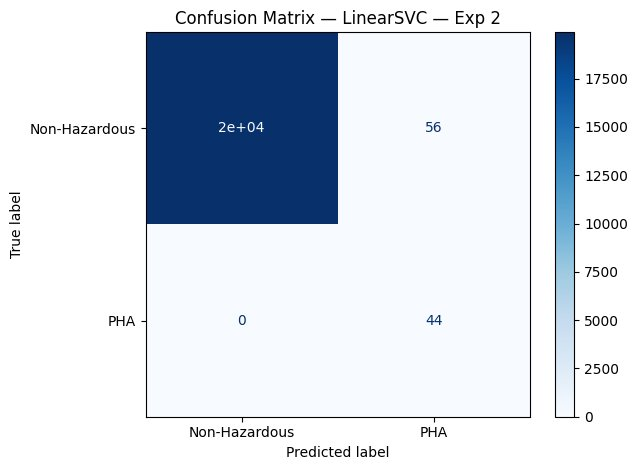 Confusion Matrix — LinearSVC — Exp 2
Non-Hazardous 2e+04 56
PHA 0 44
Non-Hazardous PHA
Predicted label
True label
17500
15000
12500
10000
7500
5000
2500
0